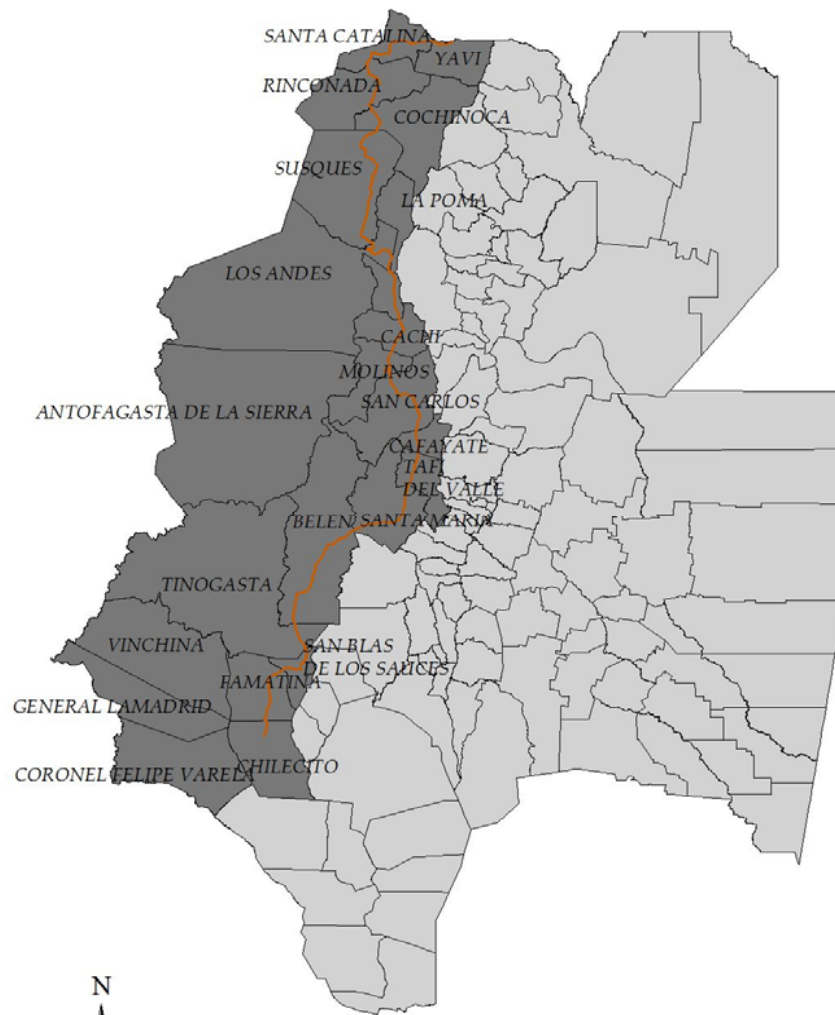 SANTA CATALINA
YAVI
RINCONADA
COCHINOCA
SUSQUES
LA POMA
LOS ANDES
CACHI
MOLINOS
SAN CARLOS
ANTOFAGASTA DE LA SIERRA
CAFAYATE
TAFI
DEL VALLE
BELEN
SANTA MARIA
TINOGASTA
VINCHINA
SAN BLAS
DE LOS SAUCES
FAMATINA
GENERAL LAMADRID
CHILECITO
CORONEL FELIPE VARELA
N